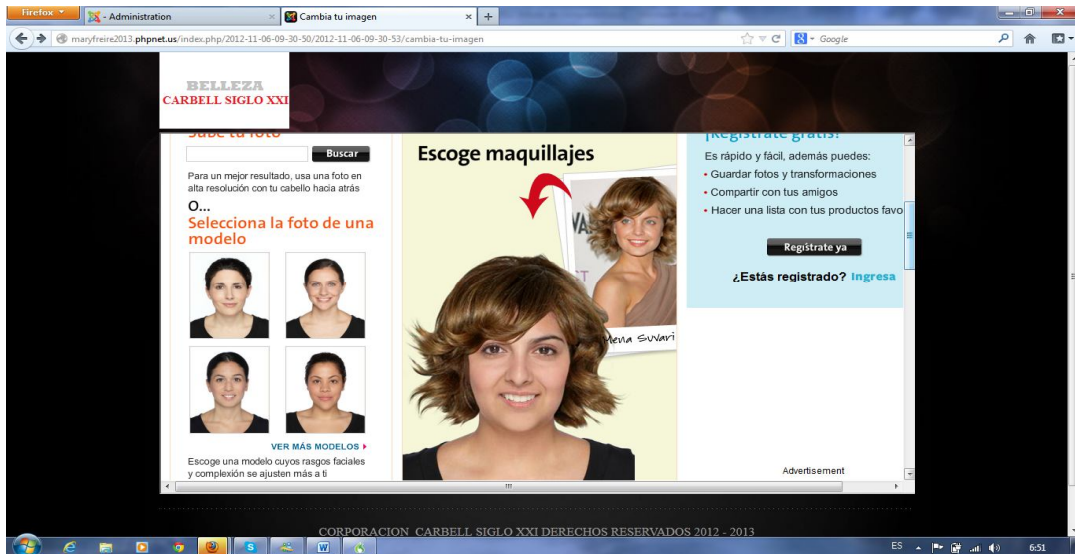 Firefox
- Administration
Cambia tu imagen
maryfreire2013.phpnet.us/index.php/2012-11-06-09-30-50/2012-11-06-09-30-53/cambia-tu-imagen
Google
BELLEZA
CARBELL SIGLO XXI
Sube tu foto
Buscar
Para un mejor resultado, usa una foto en
alta resolución con tu cabello hacia atrás
O...
Selecciona la foto de una
modelo
VER MÁS MODELOS
Escoge una modelo cuyos rasgos faciales
y complexión se ajusten más a ti
Escoge maquillajes
Mena Suvari
¡Regístrate gratis!
Es rápido y fácil, además puedes:
• Guardar fotos y transformaciones
• Compartir con tus amigos
• Hacer una lista con tus productos favo
Regístrate ya
¿Estás registrado? Ingresa
Advertisement
CORPORACION CARBELL SIGLO XXI DERECHOS RESERVADOS 2012 - 2013
ES
6:51